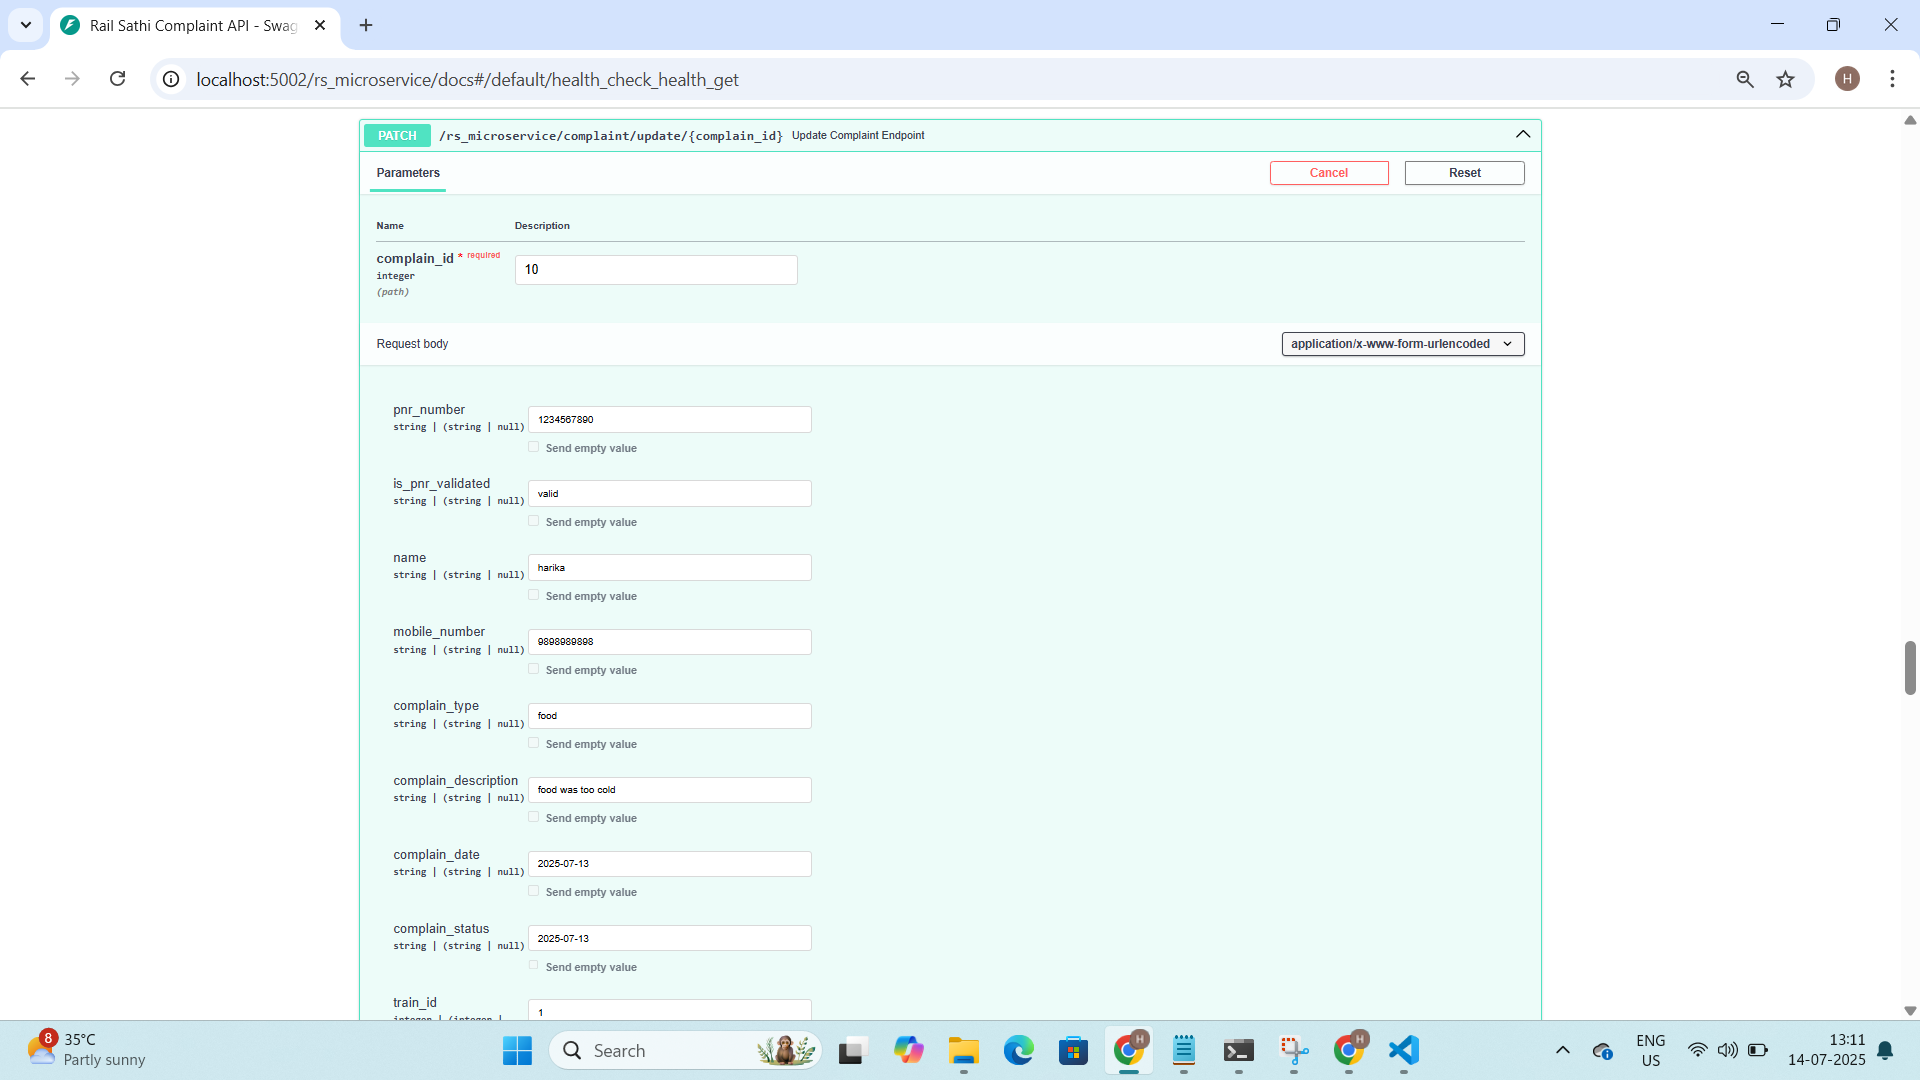 Rail Sathi Complaint API - Swag
localhost:5002/rs_microservice/docs#/default/health_check_health_get
H
PATCH /rs_microservice/complaint/update/{complain_id} Update Complaint Endpoint
Parameters
Cancel
Reset
Name Description
complain_id * required
integer
(path)
10
Request body
application/x-www-form-urlencoded
pnr_number
string | (string | null)
1234567890
Send empty value
is_pnr_validated
string | (string | null)
valid
Send empty value
name
string | (string | null)
harika
Send empty value
mobile_number
string | (string | null)
9898989898
Send empty value
complain_type
string | (string | null)
food
Send empty value
complain_description
string | (string | null)
food was too cold
Send empty value
complain_date
string | (string | null)
2025-07-13
Send empty value
complain_status
string | (string | null)
2025-07-13
Send empty value
train_id
integer | (integer |
1
8
35°C
Partly sunny
Search
H
H
ENG
US
13:11
14-07-2025